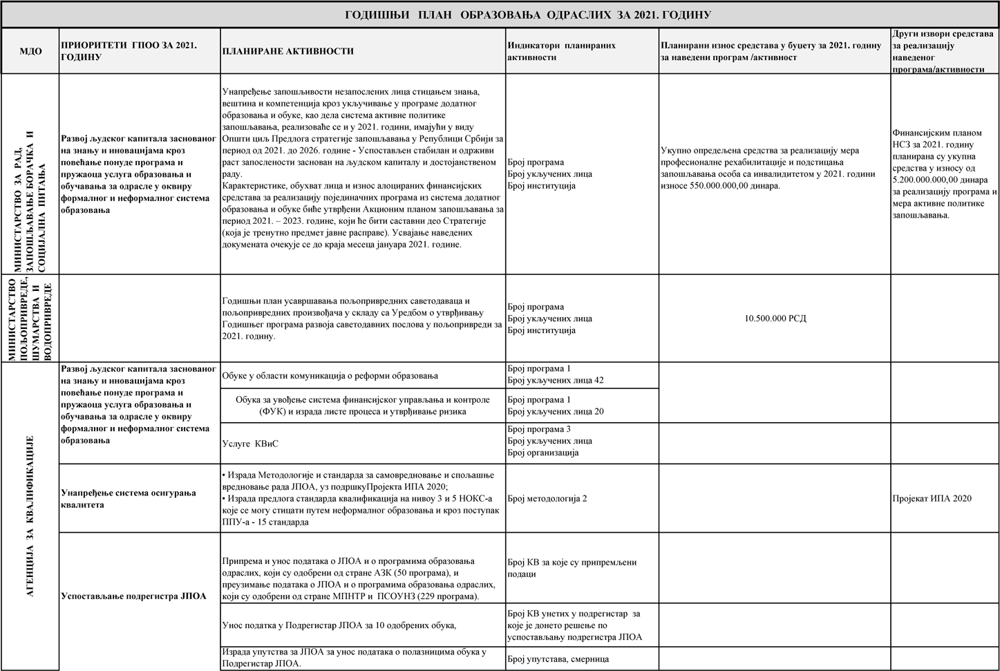 ГОДИШЊИ ПЛАН ОБРАЗОВАЊА ОДРАСЛИХ ЗА 2021. ГОДИНУ
МДО
ПРИОРИТЕТИ ГПОО ЗА 2021.
ГОДИНУ
ПЛАНИРАНЕ АКТИВНОСТИ
Индикатори планираних
активности
Планирани износ средстава у буџету за 2021. годину
за наведени програм /активност
Други извори средстава
за реализацију
наведеног
програма/активности
МИНИСТАРСТВО ЗА РАД,
ЗАПОШЉАВАЊЕ БОРАЧКА И
СОЦИЈАЛНА ПИТАЊА
Развој људског капитала заснованог
на знању и иновацијама кроз
повећање понуде програма и
пружаоца услуга образовања и
обучавања за одрасле у оквиру
формалног и неформалног система
образовања
Унапређење запошљивости незапослених лица стицањем знања,
вештина и компетенција кроз укључивање у програме додатног
образовања и обуке, као дела система активне политике
запошљавања, реализоваће се и у 2021. години, имајући у виду
Општи циљ Предлога стратегије запошљавања у Републици Србији за
период од 2021. до 2026. године - Успостављен стабилан и одрживи
раст запослености заснован на људском капиталу и достојанственом
раду.
Карактеристике, обухват лица и износ алоцираних финансијских
средстава за реализацију појединачних програма из система додатног
образовања и обуке биће утврђени Акционим планом запошљавања за
период 2021. – 2023. године, који ће бити саставни део Стратегије
(која је тренутно предмет јавне расправе). Усвајање наведених
докумената очекује се до краја месеца јануара 2021. године.
Број програма
Број укључених лица
Број институција
Укупно опредељена средства за реализацију мера
професионалне рехабилитације и подстицања
запошљавања особа са инвалидитетом у 2021. години
износе 550.000.000,00 динара.
Финансијским планом
НСЗ за 2021. годину
планирана су укупна
средства у износу од
5.200.000.000,00 динара
за реализацију програма и
мера активне политике
запошљавања.
МИНИСТАРСТВО
ПОЉОПРИВРЕДЕ,
ШУМАРСТВА И
ВОДОПРИВРЕДЕ
Годишњи план усавршавања пољопривредних саветодаваца и
пољопривредних произвођача у складу са Уредбом о утврђивању
Годишњег програма развоја саветодавних послова у пољопривреди за
2021. годину.
Број програма
Број укључених лица
Број институција
10.500.000 РСД
АГЕНЦИЈА ЗА КВАЛИФИКАЦИЈЕ
Развој људског капитала заснованог
на знању и иновацијама кроз
повећање понуде програма и
пружаоца услуга образовања и
обучавања за одрасле у оквиру
формалног и неформалног система
образовања
Обуке у области комуникација о реформи образовања
Број програма 1
Број укључених лица 42
Обука за увођење система финансијског управљања и контроле
(ФУК) и израда листе процеса и утврђивање ризика
Број програма 1
Број укључених лица 20
Услуге КВиС
Број програма 3
Број укључених лица
Број организација
Унапређење система осигурања
квалитета
• Израда Методологије и стандарда за самовредновање и спољашње
вредновање рада ЈПОА, уз подршкуПројекта ИПА 2020;
• Израда предлога стандарда квалификација на нивоу 3 и 5 НОКС-а
које се могу стицати путем неформалног образовања и кроз поступак
ППУ-а - 15 стандарда
Број методологија 2
Пројекат ИПА 2020
Успостављање подрегистра ЈПОА
Припрема и унос података о ЈПОА и о програмима образовања
одраслих, који су одобрени од стране АЗК (50 програма), и
преузимање података о ЈПОА и о програмима образовања одраслих,
који су одобрени од стране МПНТР и ПСОУНЗ (229 програма).
Број КВ за које су припремљени
подаци
Унос податка у Подрегистар ЈПОА за 10 одобрених обука,
Број КВ унетих у подрегистар за
које је донето решење по
успостављању подрегистра ЈПОА
Израда упутства за ЈПОА за унос података о полазницима обука у
Подрегистар ЈПОА.
Број упутстава, смерница